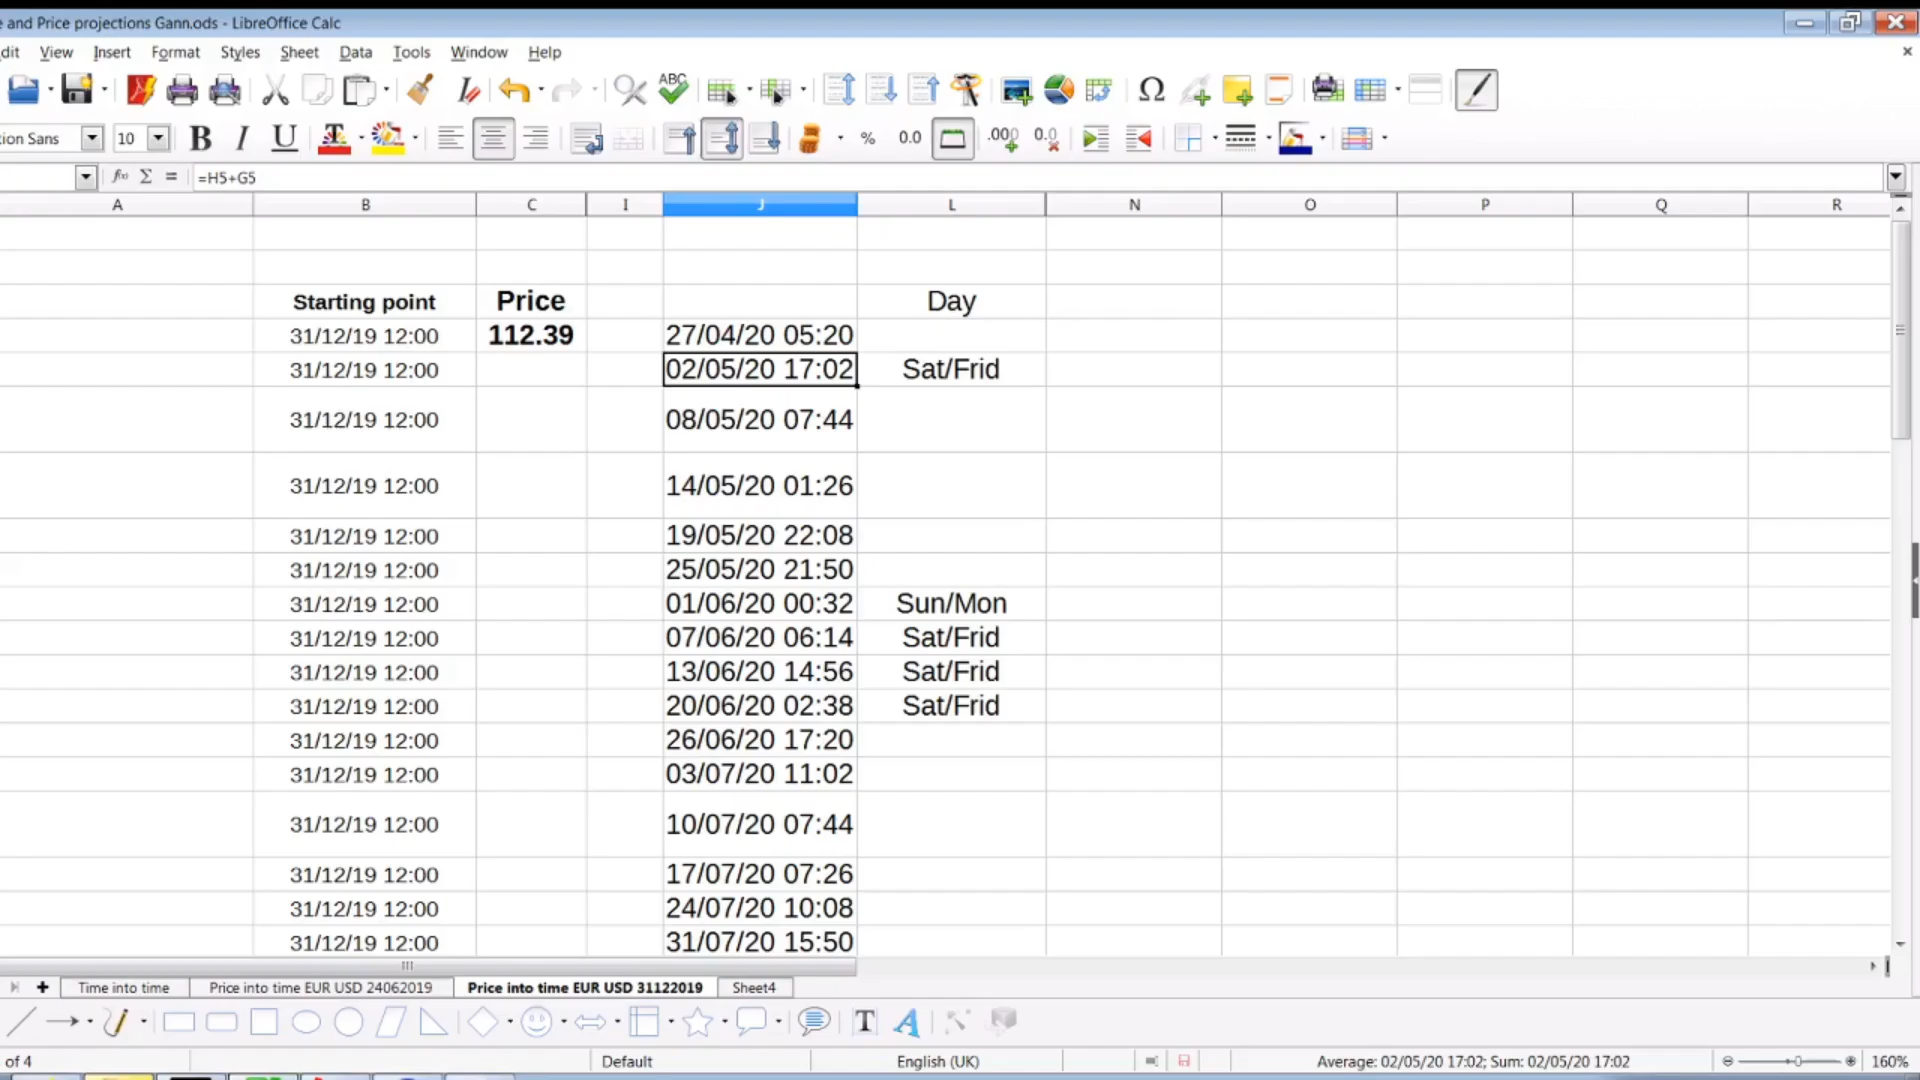 e and Price projections Gann.ods - LibreOffice Calc
dit View Insert Format Styles Sheet Data Tools Window Help
ABC
ion Sans 10 B I U % 0.0 .000 0.0
=H5+G5
A B C I J L N O P Q R
Starting point Price Day
31/12/19 12:00 112.39 27/04/20 05:20
31/12/19 12:00 02/05/20 17:02 Sat/Frid
31/12/19 12:00 08/05/20 07:44
31/12/19 12:00 14/05/20 01:26
31/12/19 12:00 19/05/20 22:08
31/12/19 12:00 25/05/20 21:50
31/12/19 12:00 01/06/20 00:32 Sun/Mon
31/12/19 12:00 07/06/20 06:14 Sat/Frid
31/12/19 12:00 13/06/20 14:56 Sat/Frid
31/12/19 12:00 20/06/20 02:38 Sat/Frid
31/12/19 12:00 26/06/20 17:20
31/12/19 12:00 03/07/20 11:02
31/12/19 12:00 10/07/20 07:44
31/12/19 12:00 17/07/20 07:26
31/12/19 12:00 24/07/20 10:08
31/12/19 12:00 31/07/20 15:50
Time into time Price into time EUR USD 24062019 Price into time EUR USD 31122019 Sheet4
of 4 Default English (UK) Average: 02/05/20 17:02; Sum: 02/05/20 17:02 160%